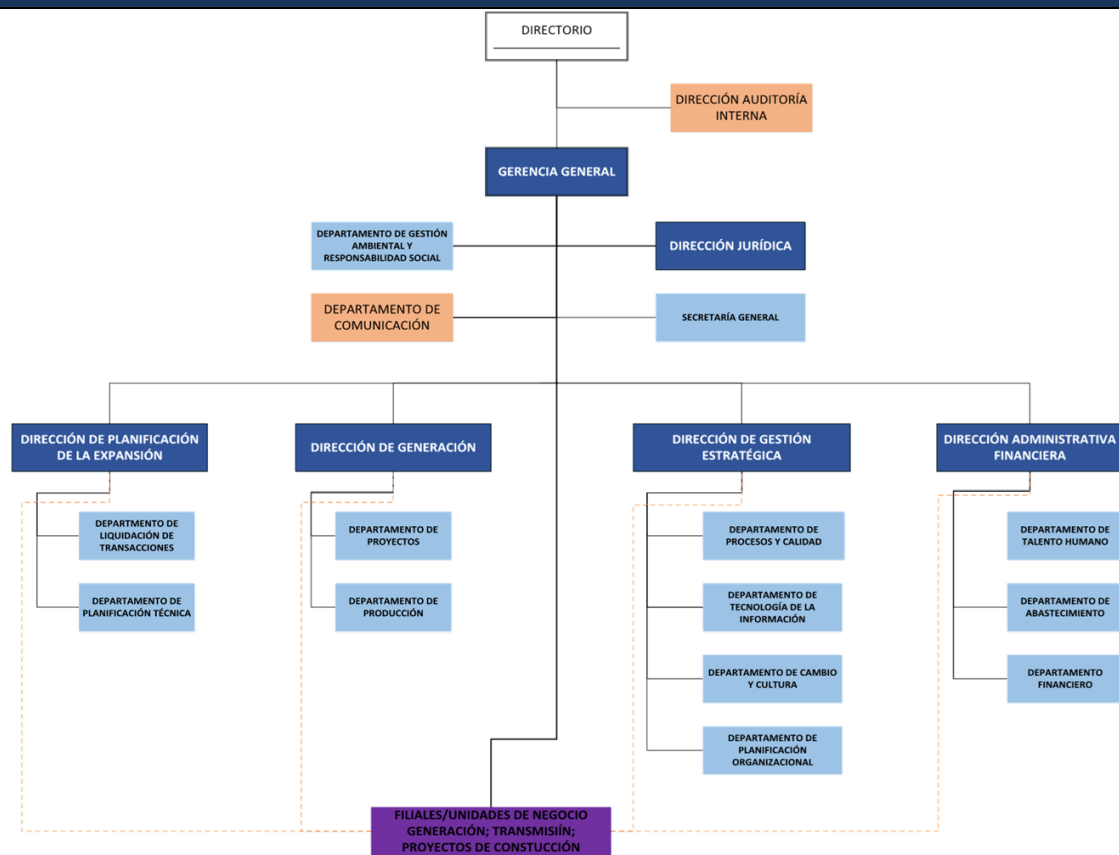 DIRECTORIO
DIRECCIÓN AUDITORÍA
INTERNA
GERENCIA GENERAL
DEPARTAMENTO DE GESTIÓN
AMBIENTAL Y
RESPONSABILIDAD SOCIAL
DIRECCIÓN JURÍDICA
DEPARTAMENTO DE
COMUNICACIÓN
SECRETARÍA GENERAL
DIRECCIÓN DE PLANIFICACIÓN
DE LA EXPANSIÓN
DIRECCIÓN DE GENERACIÓN
DIRECCIÓN DE GESTIÓN
ESTRATÉGICA
DIRECCIÓN ADMINISTRATIVA
FINANCIERA
DEPARTMENTO DE
LIQUIDACIÓN DE
TRANSACCIONES
DEPARTAMENTO DE
PLANIFICACIÓN TÉCNICA
DEPARTAMENTO DE
PROYECTOS
DEPARTAMENTO DE
PRODUCCIÓN
DEPARTAMENTO DE
PROCESOS Y CALIDAD
DEPARTAMENTO DE
TECNOLOGÍA DE LA
INFORMACIÓN
DEPARTAMENTO DE CAMBIO
Y CULTURA
DEPARTAMENTO DE
PLANIFICACIÓN
ORGANIZACIONAL
DEPARTAMENTO DE
TALENTO HUMANO
DEPARTAMENTO DE
ABASTECIMIENTO
DEPARTAMENTO
FINANCIERO
FILIALES/UNIDADES DE NEGOCIO
GENERACIÓN; TRANSMISIÍN;
PROYECTOS DE CONSTUCCIÓN